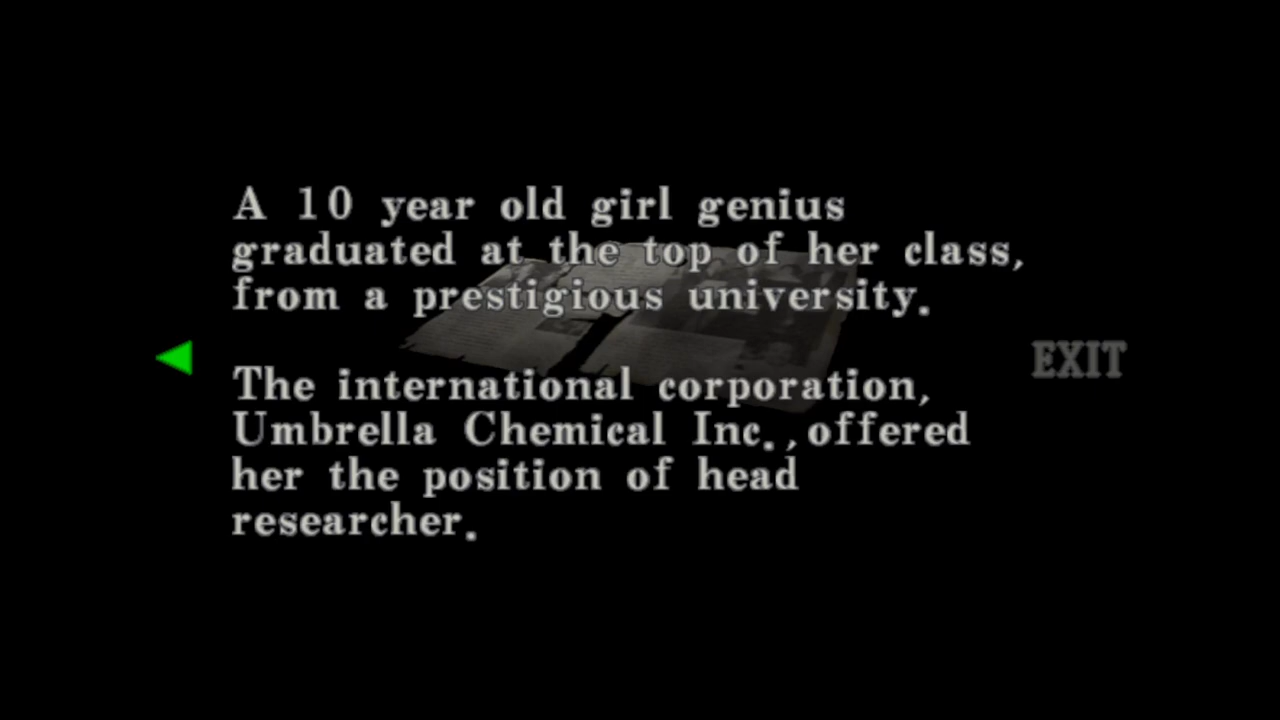 A 10 year old girl genius
graduated at the top of her class,
from a prestigious university.
The international corporation,
Umbrella Chemical Inc.,offered
her the position of head
researcher.
EXIT